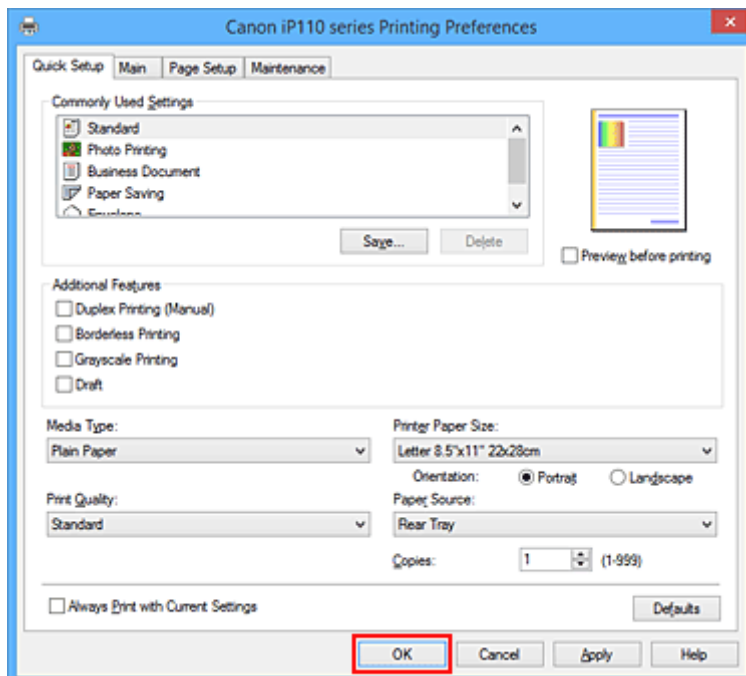 Canon iP110 series Printing Preferences
Quick Setup Main Page Setup Maintenance
Commonly Used Settings
Standard
Photo Printing
Business Document
Paper Saving
Envelope
Save... Delete
Preview before printing
Additional Features
Duplex Printing (Manual)
Borderless Printing
Grayscale Printing
Draft
Media Type:
Plain Paper
Printer Paper Size:
Letter 8.5"x11" 22x28cm
Orientation: Portrait Landscape
Print Quality:
Standard
Paper Source:
Rear Tray
Copies: 1 (1-999)
Always Print with Current Settings
Defaults
OK Cancel Apply Help